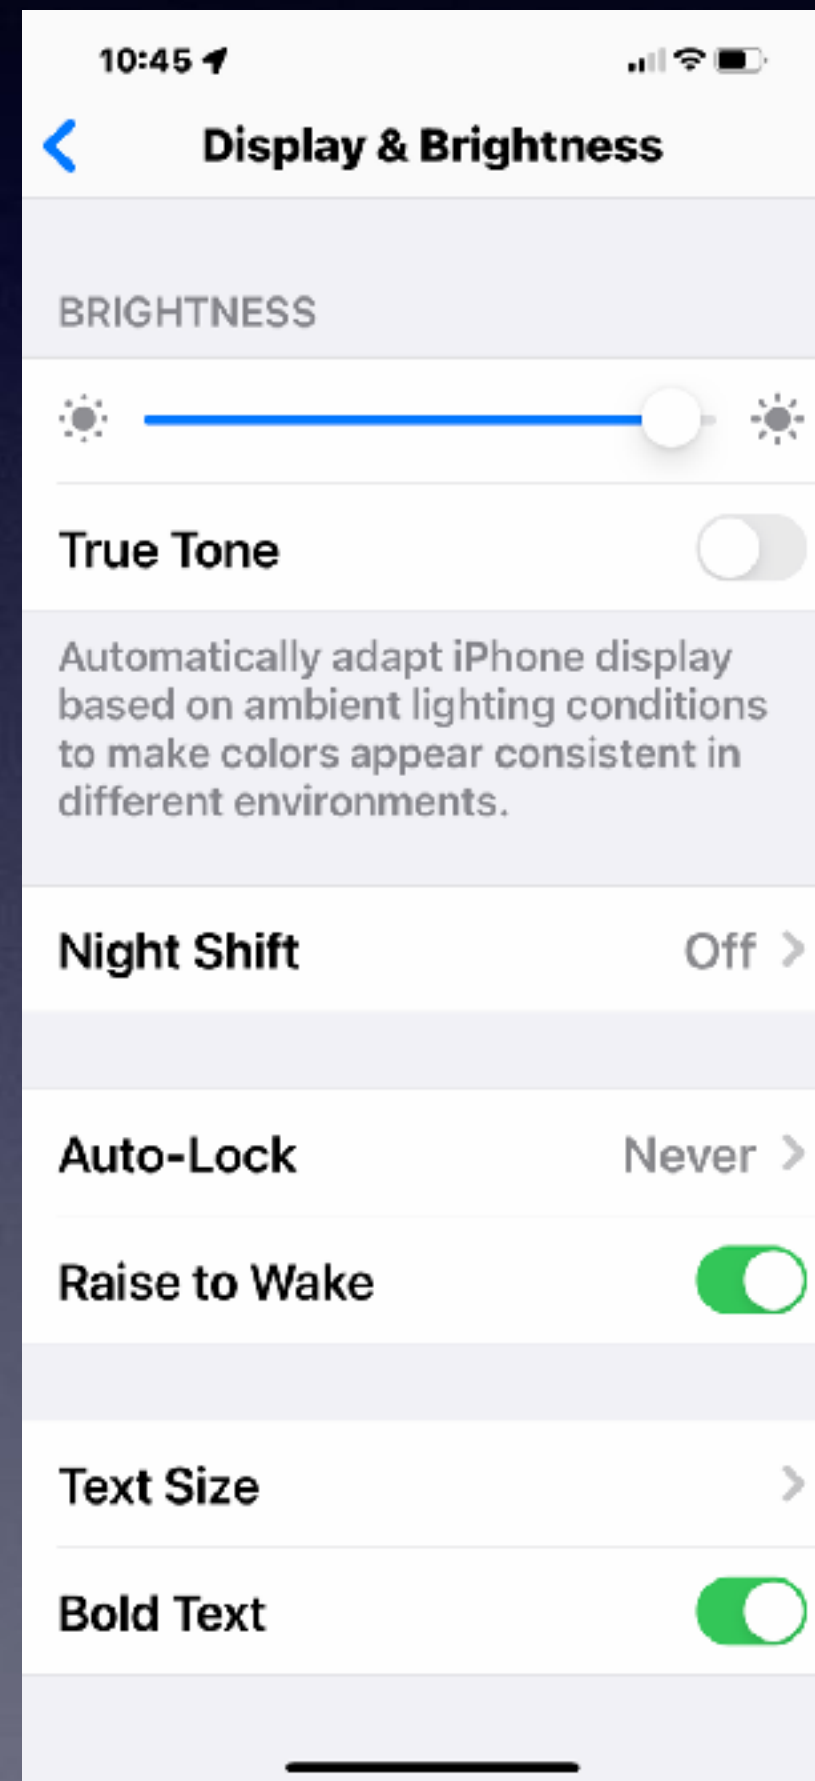 10:45
Display & Brightness
BRIGHTNESS
True Tone
Automatically adapt iPhone display
based on ambient lighting conditions
to make colors appear consistent in
different environments.
Night Shift Off
Auto-Lock Never
Raise to Wake
Text Size
Bold Text